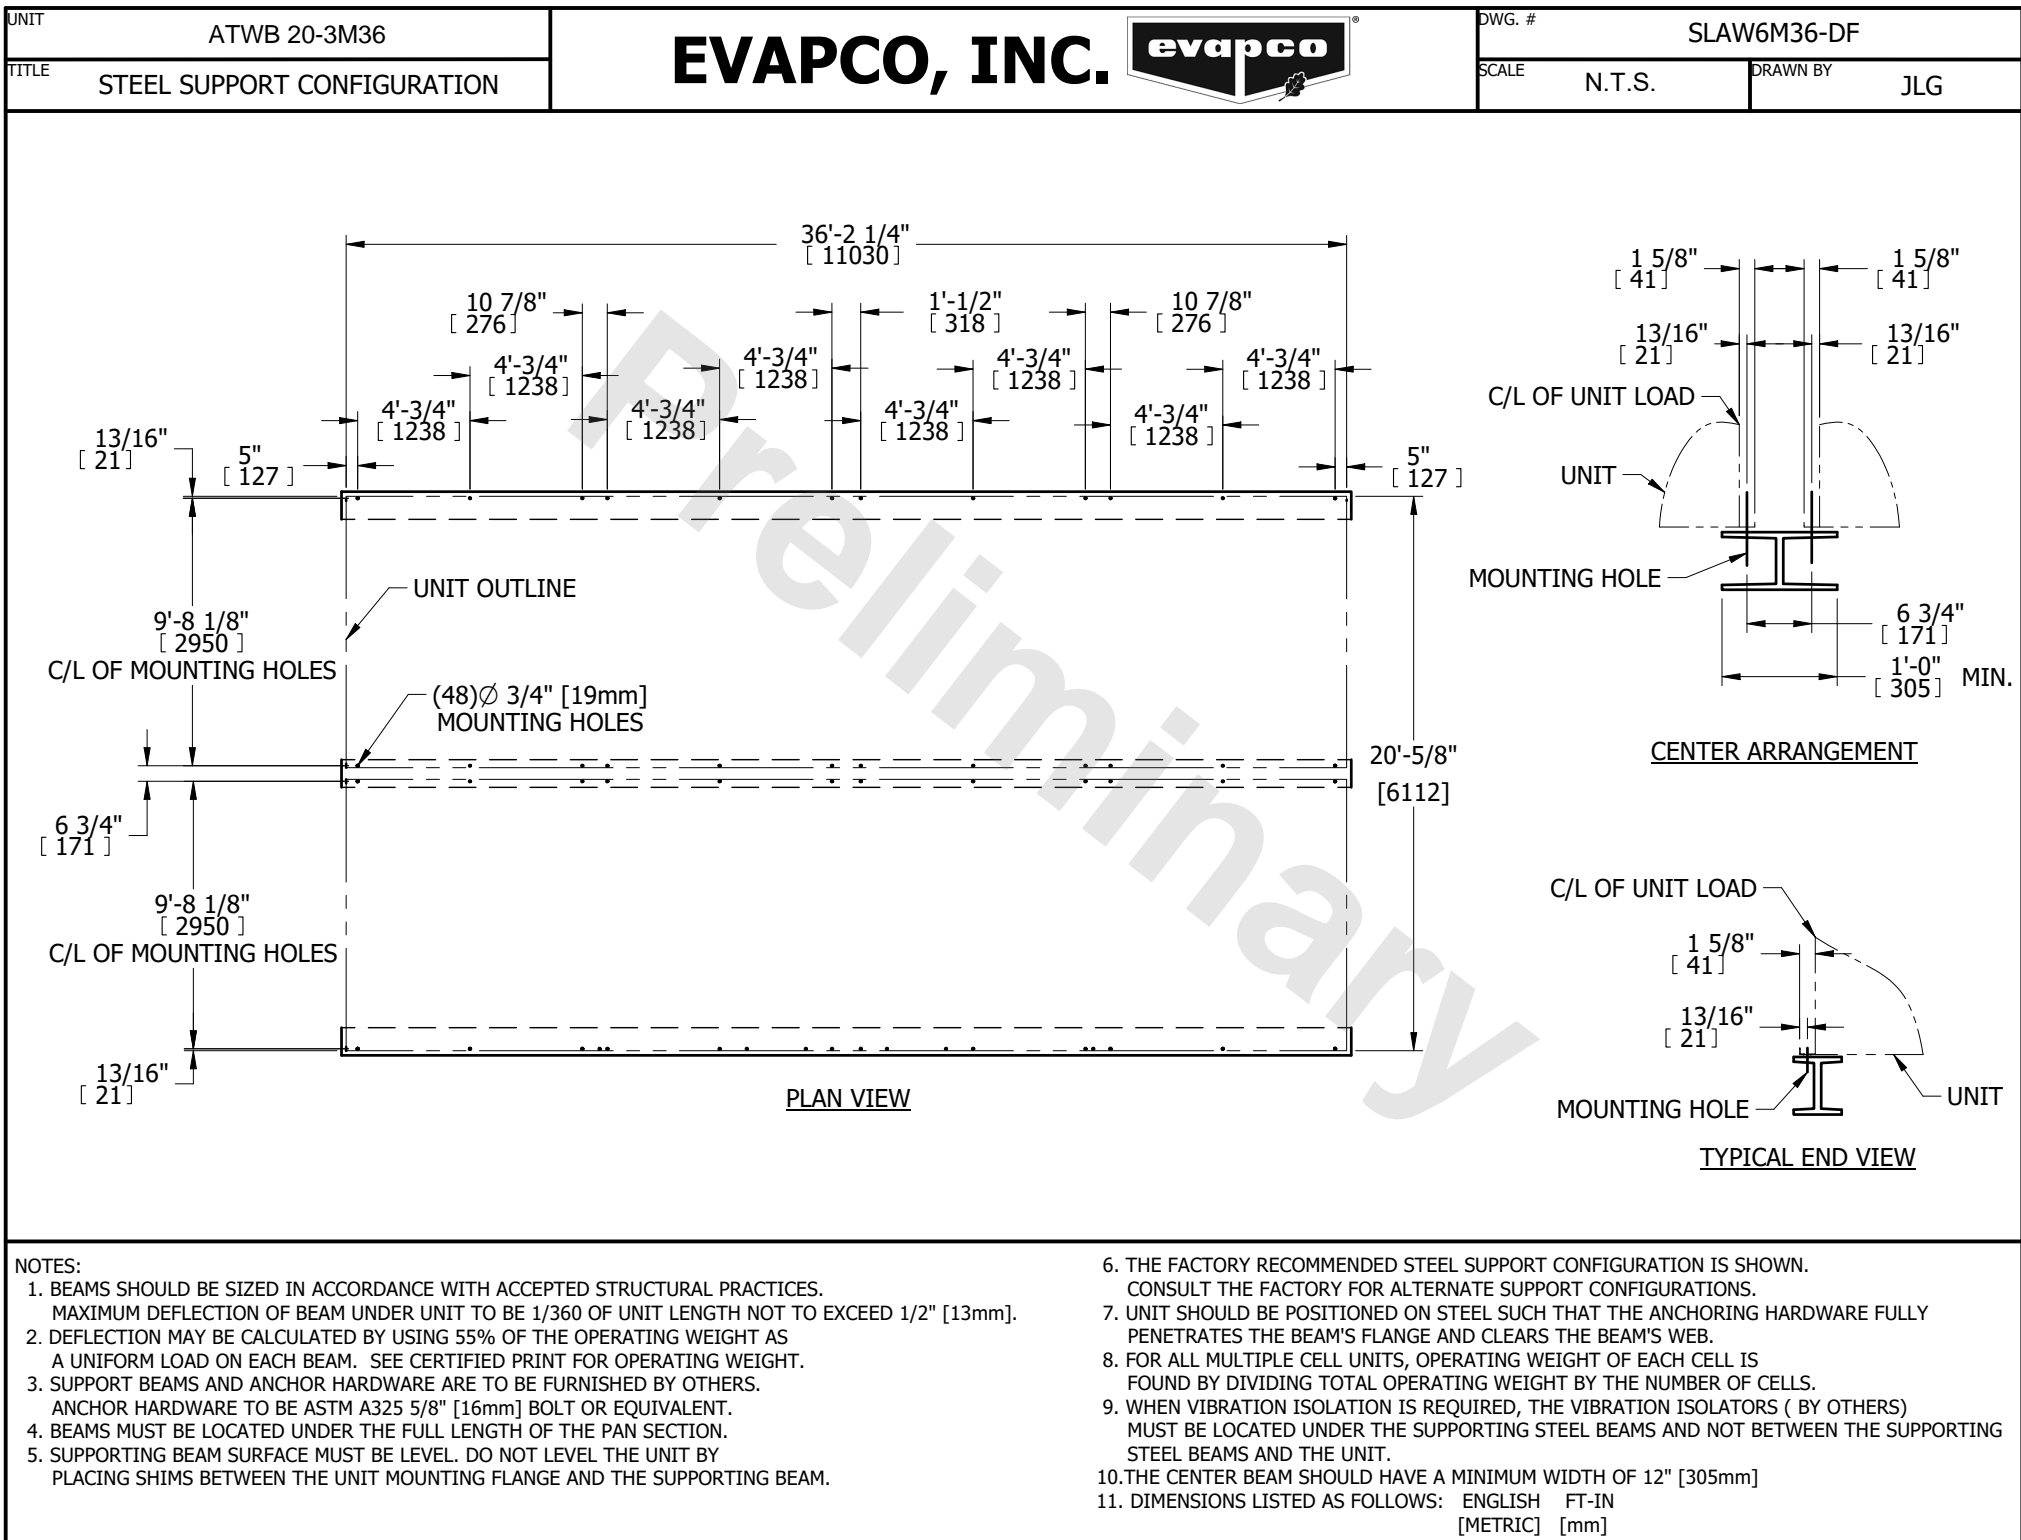 UNIT
ATWB 20-3M36
TITLE
STEEL SUPPORT CONFIGURATION
EVAPCO, INC.
evapco
®
DWG. #
SLAW6M36-DF
SCALE
N.T.S.
DRAWN BY
JLG
36'-2 1/4"
[ 11030 ]
10 7/8"
[ 276 ]
1'-1/2"
[ 318 ]
10 7/8"
[ 276 ]
4'-3/4"
[ 1238 ]
4'-3/4"
[ 1238 ]
4'-3/4"
[ 1238 ]
4'-3/4"
[ 1238 ]
4'-3/4"
[ 1238 ]
4'-3/4"
[ 1238 ]
4'-3/4"
[ 1238 ]
4'-3/4"
[ 1238 ]
13/16"
[ 21 ]
5"
[ 127 ]
5"
[ 127 ]
UNIT OUTLINE
9'-8 1/8"
[ 2950 ]
C/L OF MOUNTING HOLES
(48)Ø 3/4" [19mm]
MOUNTING HOLES
20'-5/8"
[6112]
6 3/4"
[ 171 ]
9'-8 1/8"
[ 2950 ]
C/L OF MOUNTING HOLES
13/16"
[ 21 ]
PLAN VIEW
Preliminary
1 5/8"
[ 41 ]
1 5/8"
[ 41 ]
13/16"
[ 21 ]
13/16"
[ 21 ]
C/L OF UNIT LOAD
UNIT
MOUNTING HOLE
6 3/4"
[ 171 ]
1'-0"
[ 305 ] MIN.
CENTER ARRANGEMENT
C/L OF UNIT LOAD
1 5/8"
[ 41 ]
13/16"
[ 21 ]
MOUNTING HOLE
UNIT
TYPICAL END VIEW
NOTES:
1. BEAMS SHOULD BE SIZED IN ACCORDANCE WITH ACCEPTED STRUCTURAL PRACTICES.
MAXIMUM DEFLECTION OF BEAM UNDER UNIT TO BE 1/360 OF UNIT LENGTH NOT TO EXCEED 1/2" [13mm].
2. DEFLECTION MAY BE CALCULATED BY USING 55% OF THE OPERATING WEIGHT AS
A UNIFORM LOAD ON EACH BEAM. SEE CERTIFIED PRINT FOR OPERATING WEIGHT.
3. SUPPORT BEAMS AND ANCHOR HARDWARE ARE TO BE FURNISHED BY OTHERS.
ANCHOR HARDWARE TO BE ASTM A325 5/8" [16mm] BOLT OR EQUIVALENT.
4. BEAMS MUST BE LOCATED UNDER THE FULL LENGTH OF THE PAN SECTION.
5. SUPPORTING BEAM SURFACE MUST BE LEVEL. DO NOT LEVEL THE UNIT BY
PLACING SHIMS BETWEEN THE UNIT MOUNTING FLANGE AND THE SUPPORTING BEAM.
6. THE FACTORY RECOMMENDED STEEL SUPPORT CONFIGURATION IS SHOWN.
CONSULT THE FACTORY FOR ALTERNATE SUPPORT CONFIGURATIONS.
7. UNIT SHOULD BE POSITIONED ON STEEL SUCH THAT THE ANCHORING HARDWARE FULLY
PENETRATES THE BEAM'S FLANGE AND CLEARS THE BEAM'S WEB.
8. FOR ALL MULTIPLE CELL UNITS, OPERATING WEIGHT OF EACH CELL IS
FOUND BY DIVIDING TOTAL OPERATING WEIGHT BY THE NUMBER OF CELLS.
9. WHEN VIBRATION ISOLATION IS REQUIRED, THE VIBRATION ISOLATORS ( BY OTHERS)
MUST BE LOCATED UNDER THE SUPPORTING STEEL BEAMS AND NOT BETWEEN THE SUPPORTING
STEEL BEAMS AND THE UNIT.
10.THE CENTER BEAM SHOULD HAVE A MINIMUM WIDTH OF 12" [305mm]
11. DIMENSIONS LISTED AS FOLLOWS: ENGLISH FT-IN
[METRIC] [mm]